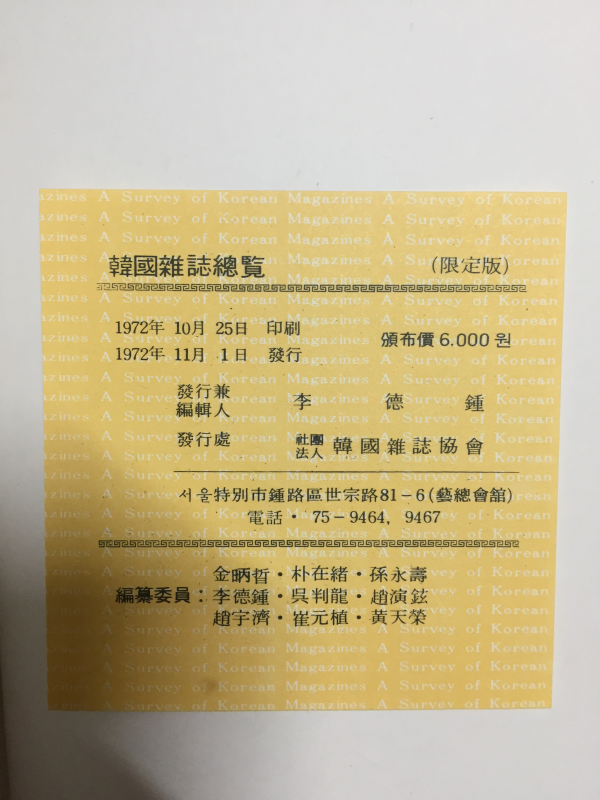 韓國雜誌總覧
(限定版)
1972年 10月 25日 印刷
1972年 11月 1日 發行
頒布價 6.000 원
發行兼
編輯人
李 德 鍾
發行處
社團
法人
韓國雜誌協會
서울特別市鍾路區世宗路81-6(藝總會舘)
電話・ 75-9464, 9467
編纂委員:
金昞哲・朴在緖・孫永壽
李德鍾・吳判龍・趙演鉉
趙宇濟・崔元植・黃天榮
A Survey of Korean Magazines